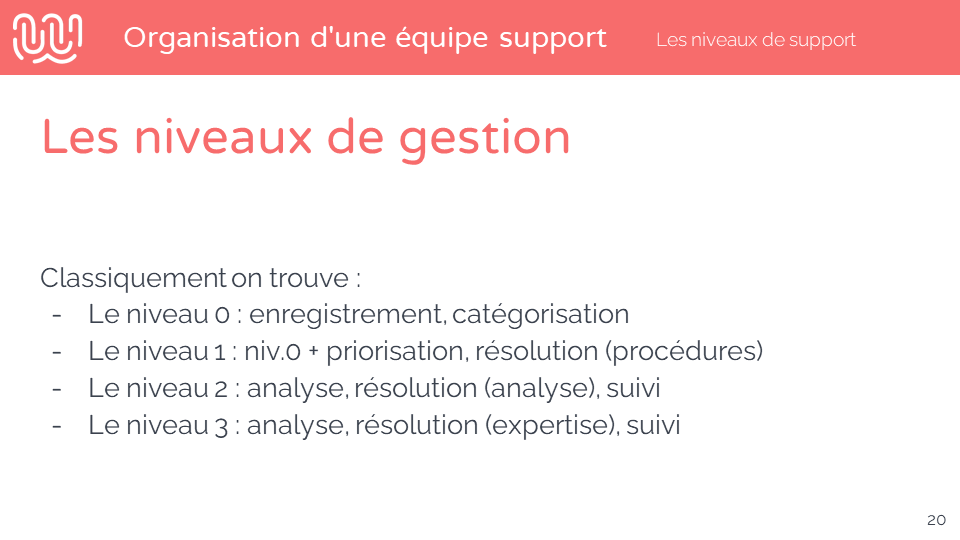 Organisation d'une équipe support
Les niveaux de support
Les niveaux de gestion
Classiquement on trouve :
- Le niveau 0 : enregistrement, catégorisation
- Le niveau 1 : niv.0 + priorisation, résolution (procédures)
- Le niveau 2 : analyse, résolution (analyse), suivi
- Le niveau 3 : analyse, résolution (expertise), suivi
20